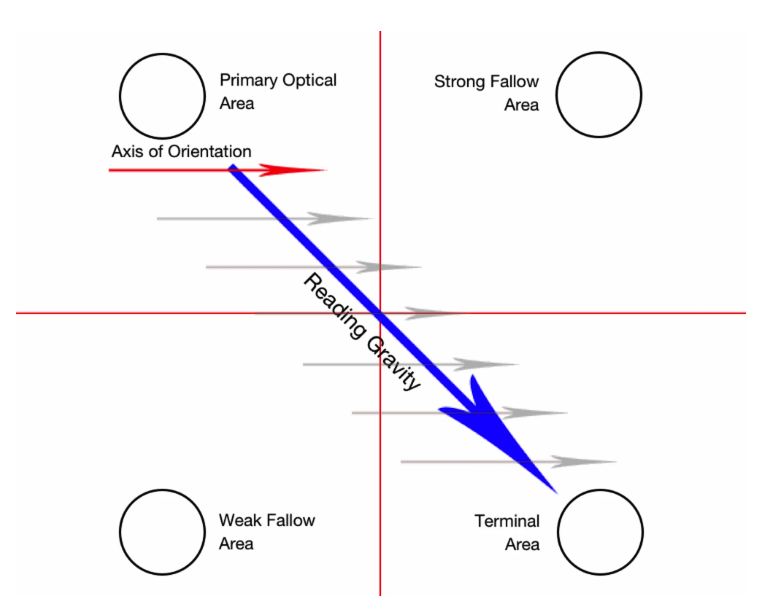 Primary Optical
Area
Strong Fallow
Area
Axis of Orientation
Reading Gravity
Weak Fallow
Area
Terminal
Area